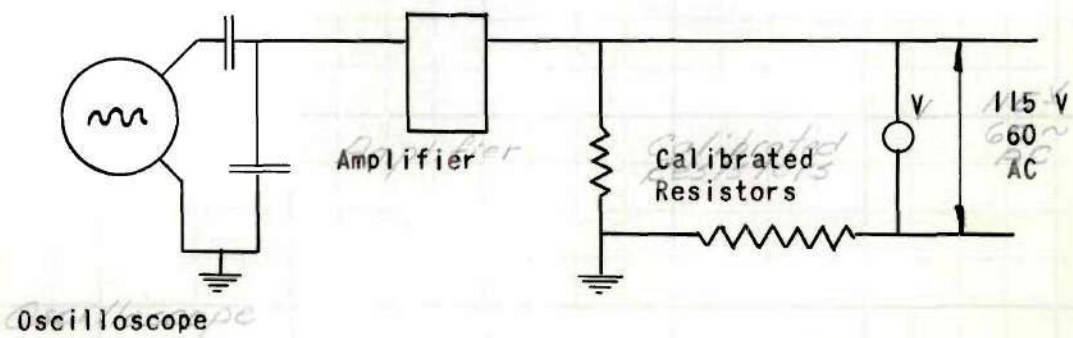 V
115 V
60
AC
Amplifier
Calibrated
Resistors
Oscilloscope